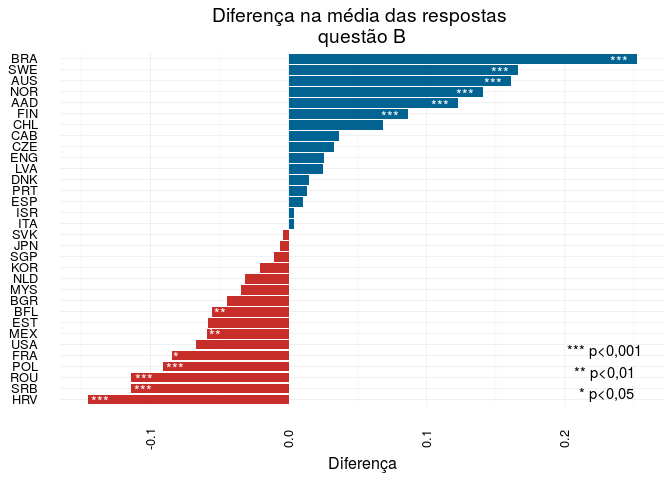 Diferença na média das respostas
questão B
BRA ***
SWE ***
AUS ***
NOR ***
AAD ***
FIN ***
CHL
CAB
CZE
ENG
LVA
DNK
PRT
ESP
ISR
ITA
SVK
JPN
SGP
KOR
NLD
MYS
BGR
BFL **
EST
MEX **
USA
FRA *
POL ***
ROU ***
SRB ***
HRV ***
*** p<0,001
** p<0,01
* p<0,05
-0.1 0.0 0.1 0.2
Diferença